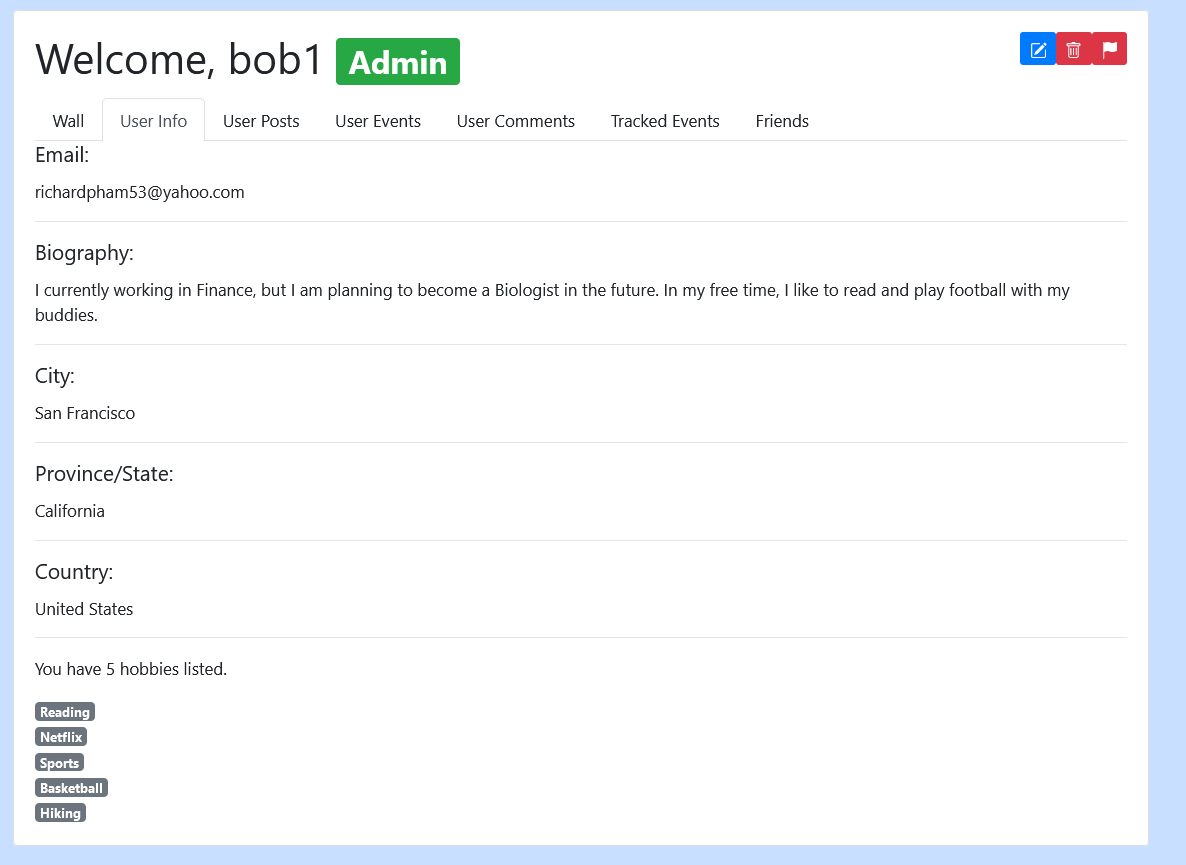 Welcome, bob1 Admin
Wall User Info User Posts User Events User Comments Tracked Events Friends
Email:
richardpham53@yahoo.com
Biography:
I currently working in Finance, but I am planning to become a Biologist in the future. In my free time, I like to read and play football with my
buddies.
City:
San Francisco
Province/State:
California
Country:
United States
You have 5 hobbies listed.
Reading
Netflix
Sports
Basketball
Hiking